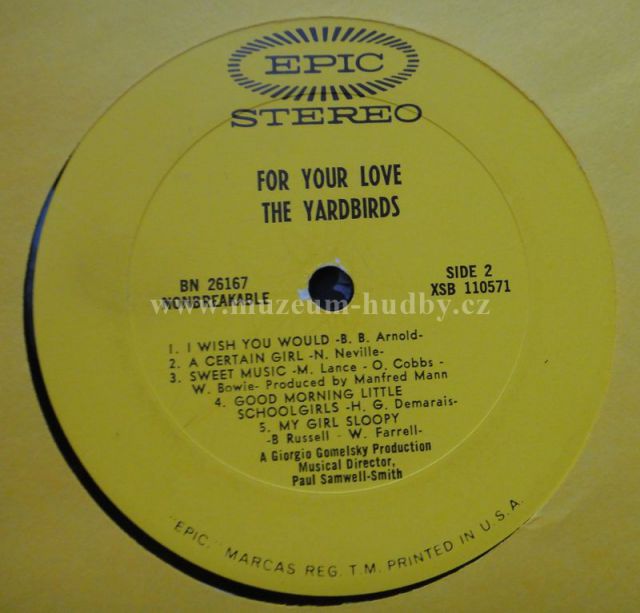 EPIC
STEREO
FOR YOUR LOVE
THE YARDBIRDS
BN 26167
NONBREAKABLE
SIDE 2
XSB 110571
www.muzeum-hudby.cz
1. I WISH YOU WOULD -B. B. Arnold-
2. A CERTAIN GIRL -N. Neville-
3. SWEET MUSIC -M. Lance - O. Cobbs -
W. Bowie- Produced by Manfred Mann
4. GOOD MORNING LITTLE
SCHOOLGIRLS -H. G. Demarais-
5. MY GIRL SLOOPY
-B Russell - W. Farrell-
A Giorgio Gomelsky Production
Musical Director,
Paul Samwell-Smith
"EPIC," MARCAS REG. T.M. PRINTED IN U.S.A.